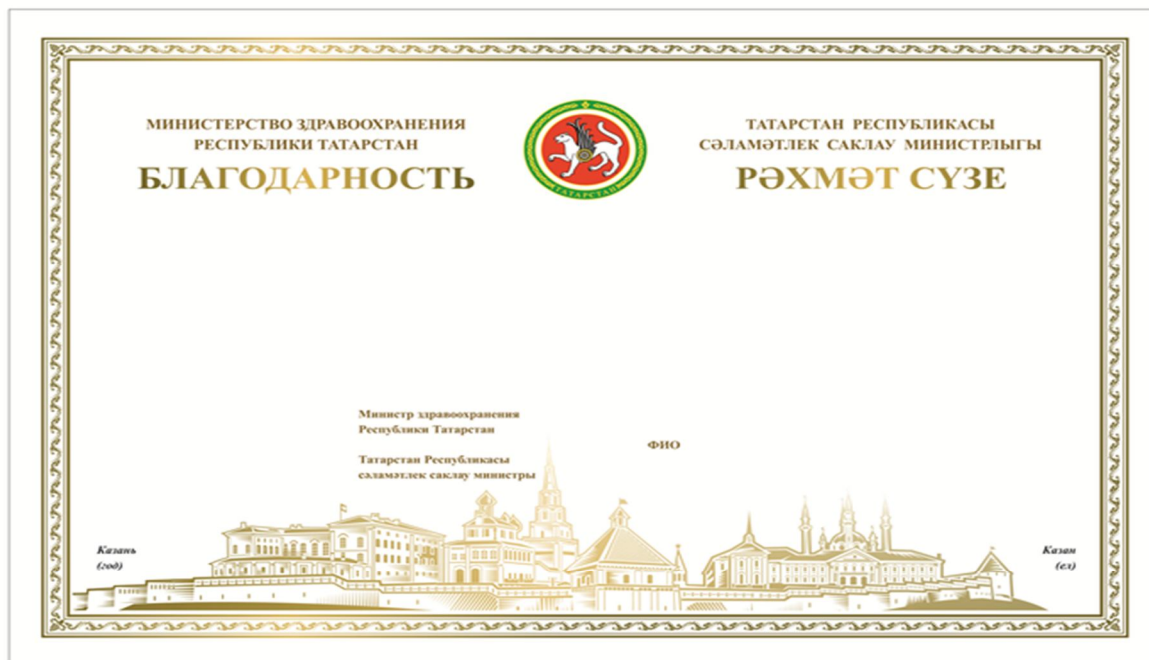 МИНИСТЕРСТВО ЗДРАВООХРАНЕНИЯ
РЕСПУБЛИКИ ТАТАРСТАН
БЛАГОДАРНОСТЬ
ТАТАРСТАН
ТАТАРСТАН РЕСПУБЛИКАСЫ
СӘЛАМӘТЛЕК САКЛАУ МИНИСТРЛЫГЫ
РӘХМӘТ СҮЗЕ
Министр здравоохранения
Республики Татарстан
Татарстан Республикасы
сәламәтлек саклау министры
ФИО
Казань
(год)
Казан
(ел)